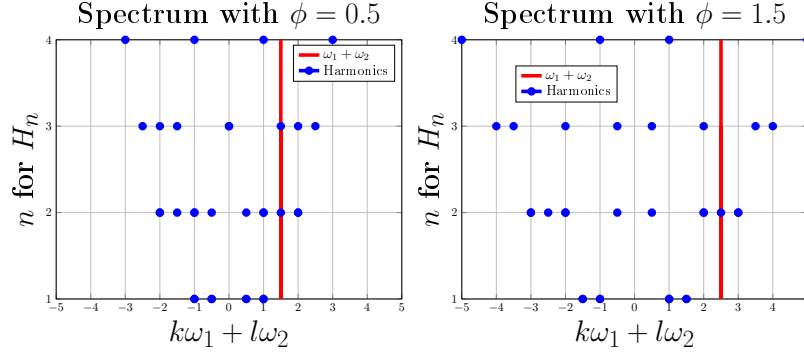 Spectrum with ϕ = 0.5
4
3
2
1
n for Hₙ
ω₁ + ω₂
Harmonics
−5 −4 −3 −2 −1 0 1 2 3 4 5
kω₁ + lω₂
Spectrum with ϕ = 1.5
4
3
2
1
n for Hₙ
ω₁ + ω₂
Harmonics
−5 −4 −3 −2 −1 0 1 2 3 4
kω₁ + lω₂